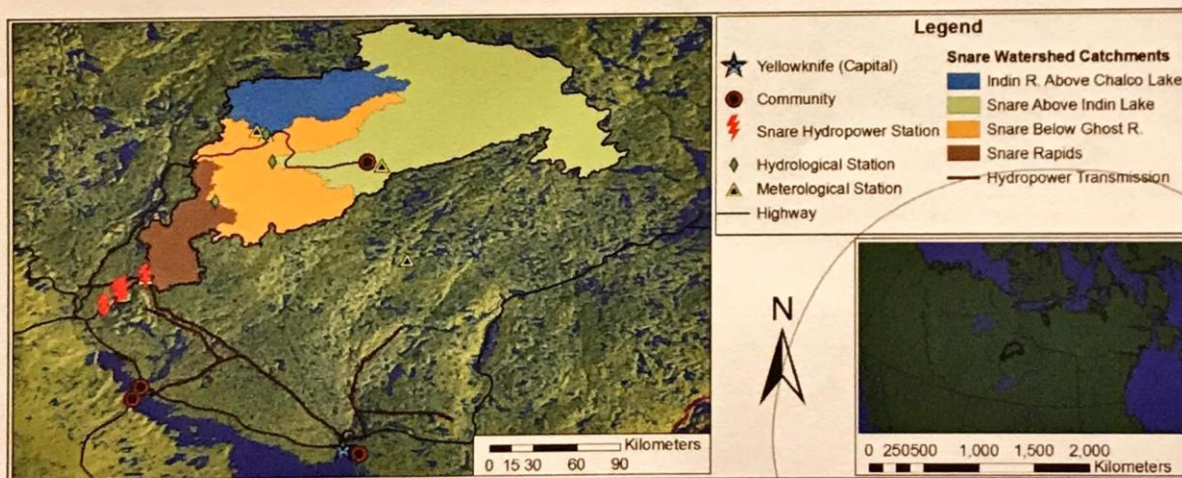 Legend
Yellowknife (Capital)
Community
Snare Hydropower Station
Hydrological Station
Meterological Station
Highway
Snare Watershed Catchments
Indin R. Above Chalco Lake
Snare Above Indin Lake
Snare Below Ghost R.
Snare Rapids
Hydropower Transmission
N
Kilometers
0 15 30 60 90
0 250500 1,000 1,500 2,000
Kilometers